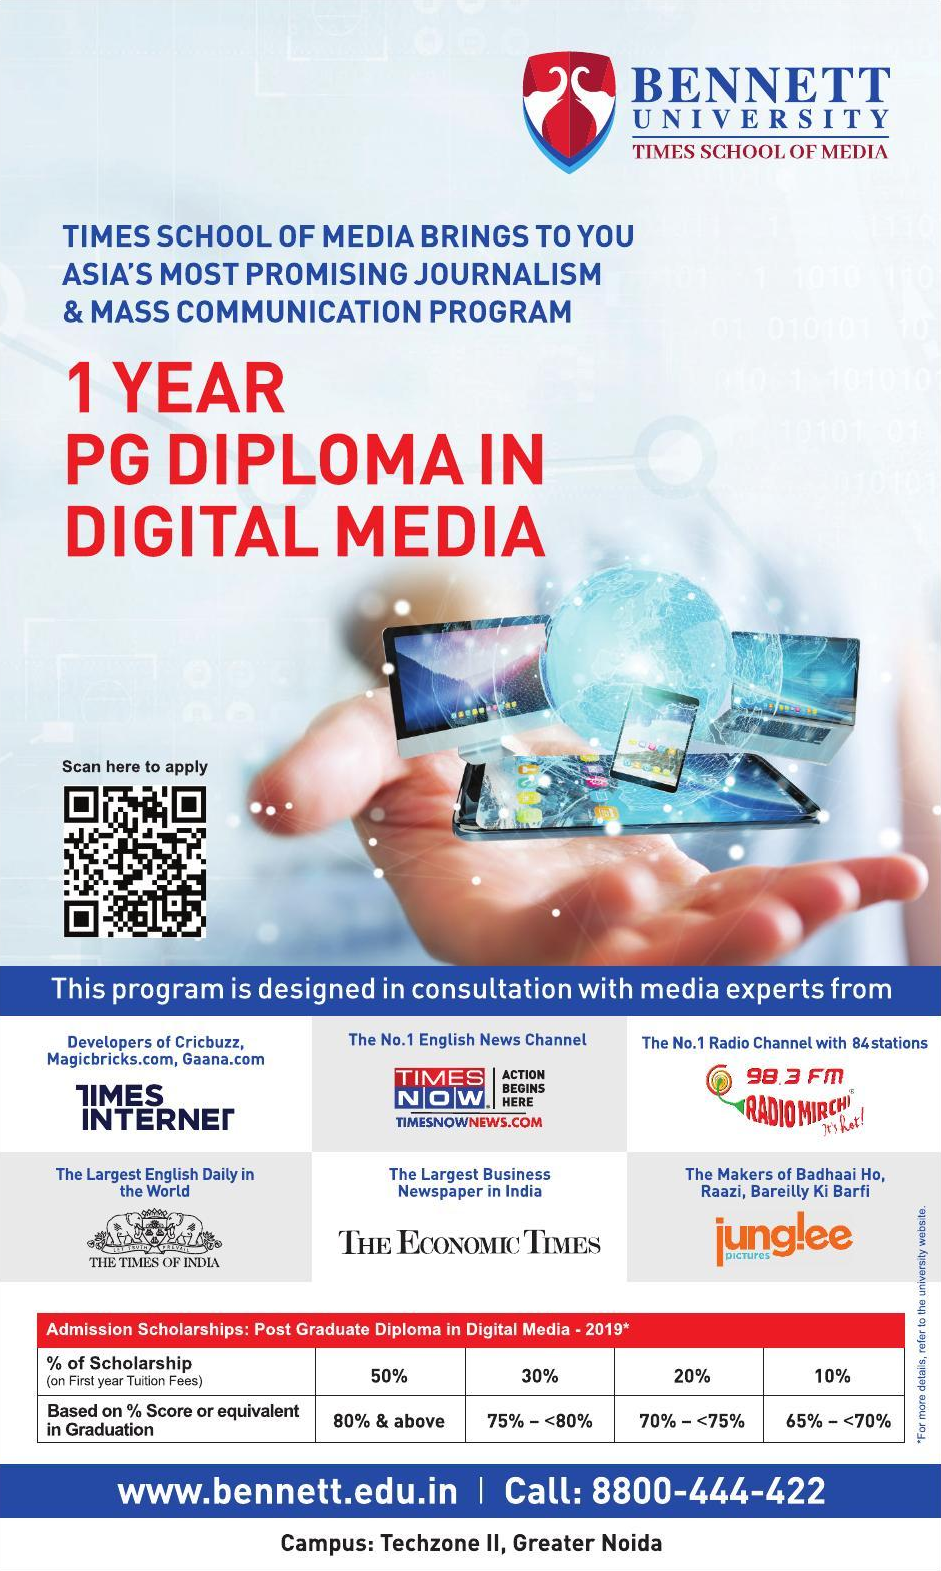 BENNETT
UNIVERSITY
TIMES SCHOOL OF MEDIA
TIMES SCHOOL OF MEDIA BRINGS TO YOU
ASIA'S MOST PROMISING JOURNALISM
& MASS COMMUNICATION PROGRAM
1 YEAR
PG DIPLOMA IN
DIGITAL MEDIA
Scan here to apply
This program is designed in consultation with media experts from
Developers of Cricbuzz,
Magicbricks.com, Gaana.com
TIMES
INTERNET
The No.1 English News Channel
TIMES
NOW
ACTION
BEGINS
HERE
TIMESNOWNEWS.COM
The No.1 Radio Channel with 84 stations
98.3 FM
RADIO MIRCHI
It's hot!
The Largest English Daily in
the World
LET TRUTH PREVAIL
THE TIMES OF INDIA
The Largest Business
Newspaper in India
THE ECONOMIC TIMES
The Makers of Badhaai Ho,
Raazi, Bareilly Ki Barfi
junglee
PICTURES
*For more details, refer to the university website.
Admission Scholarships: Post Graduate Diploma in Digital Media - 2019*
% of Scholarship
(on First year Tuition Fees)
50% 30% 20% 10%
Based on % Score or equivalent
in Graduation
80% & above 75% – <80% 70% – <75% 65% – <70%
www.bennett.edu.in | Call: 8800-444-422
Campus: Techzone II, Greater Noida